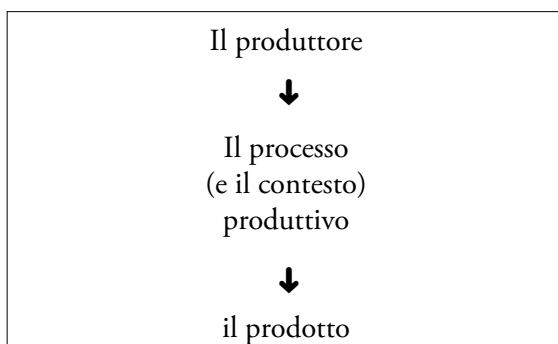 Il produttore
Il processo
(e il contesto)
produttivo
il prodotto